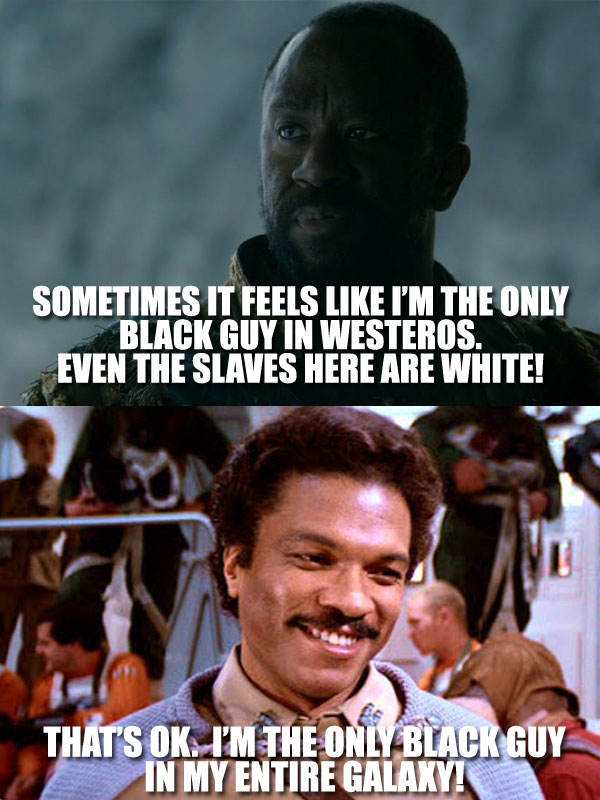 SOMETIMES IT FEELS LIKE I'M THE ONLY
BLACK GUY IN WESTEROS.
EVEN THE SLAVES HERE ARE WHITE!
THAT'S OK. I'M THE ONLY BLACK GUY
IN MY ENTIRE GALAXY!